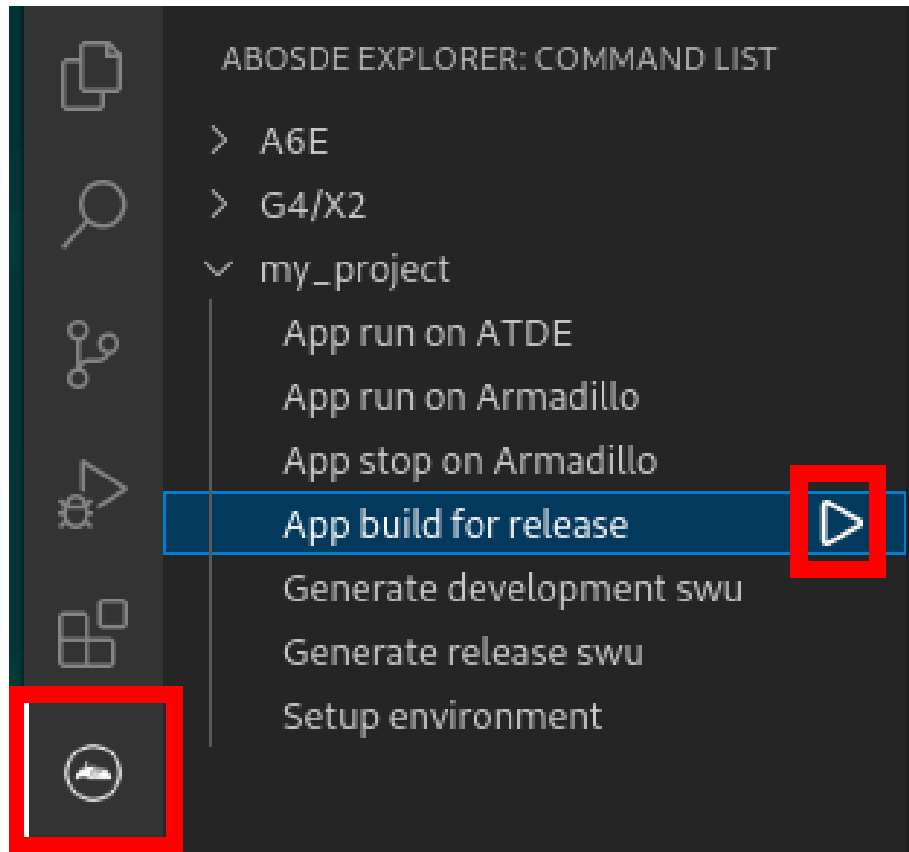 ABOSDE EXPLORER: COMMAND LIST
A6E
G4/X2
my_project
App run on ATDE
App run on Armadillo
App stop on Armadillo
App build for release
Generate development swu
Generate release swu
Setup environment